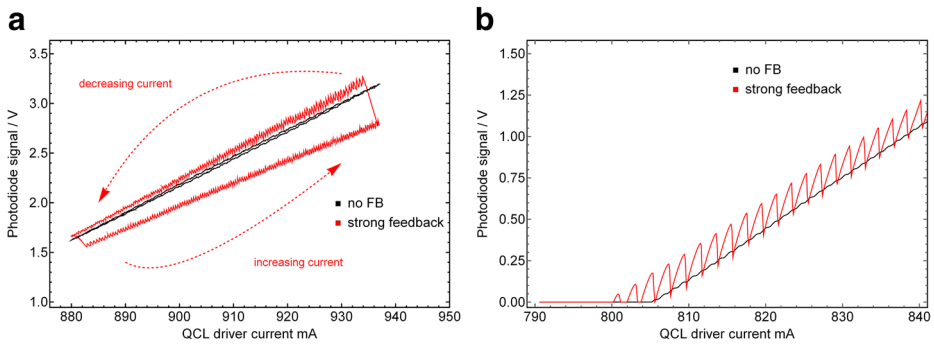 a
b
3.5
3.0
2.5
2.0
1.5
1.0
Photodiode signal / V
decreasing current
no FB
strong feedback
increasing current
880 890 900 910 920 930 940 950
QCL driver current mA
1.50
1.25
1.00
0.75
0.50
0.25
0.00
Photodiode signal / V
no FB
strong feedback
790 800 810 820 830 840
QCL driver current mA